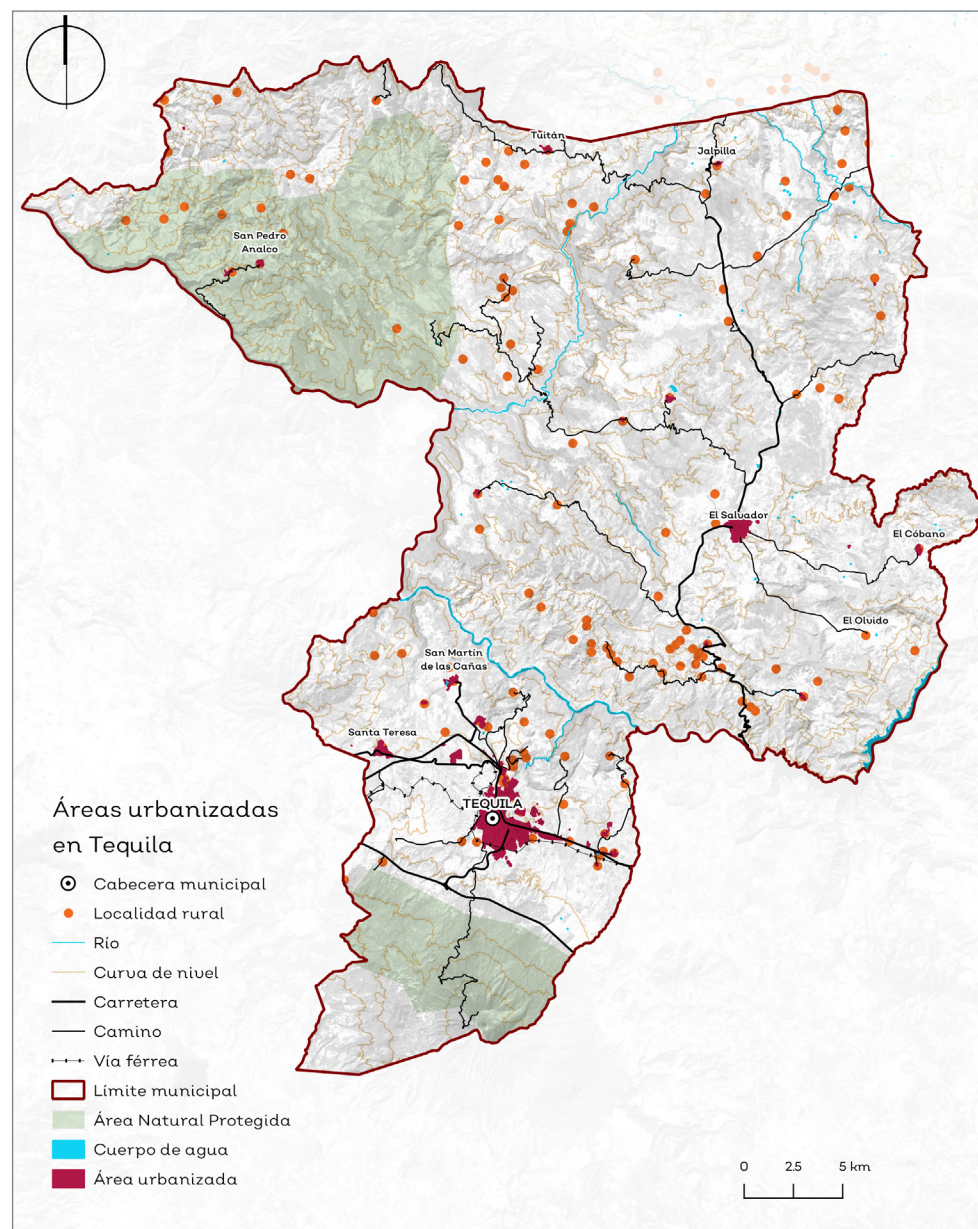 Tuitán
Jalpilla
San Pedro
Analco
El Salvador
El Cóbano
El Olvido
San Martín
de las Cañas
Santa Teresa
TEQUILA
Áreas urbanizadas
en Tequila
Cabecera municipal
Localidad rural
Río
Curva de nivel
Carretera
Camino
Vía férrea
Límite municipal
Área Natural Protegida
Cuerpo de agua
Área urbanizada
0 2.5 5 km